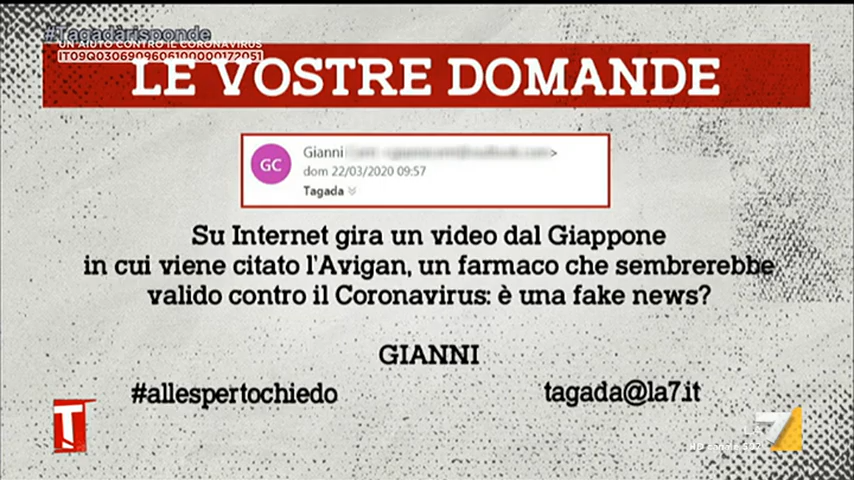 #Tagadàrisponde
UN AIUTO CONTRO IL CORONAVIRUS
IT09Q0306909606100000172051
LE VOSTRE DOMANDE
GC
Gianni
dom 22/03/2020 09:57
Tagada
Su Internet gira un video dal Giappone
in cui viene citato l'Avigan, un farmaco che sembrerebbe
valido contro il Coronavirus: è una fake news?
GIANNI
#allespertochiedo
tagada@la7.it
T
7